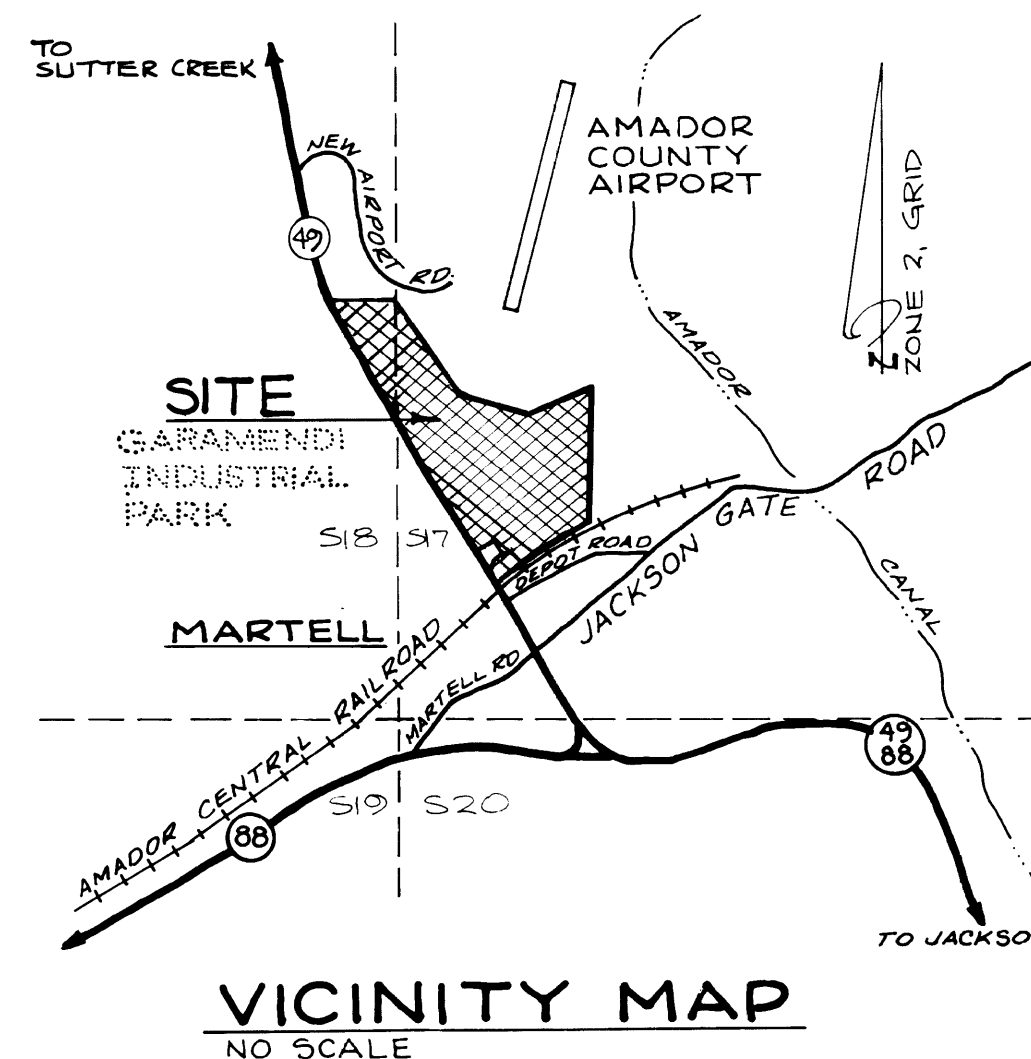 TO
SUTTER CREEK
NEW AIRPORT RD.
49
AMADOR
COUNTY
AIRPORT
ZONE 2, GRID
N
SITE
GARAMENDI
INDUSTRIAL
PARK
S18
S17
AMADOR CANAL
JACKSON GATE ROAD
DEPOT ROAD
MARTELL
MARTELL RD
AMADOR CENTRAL RAILROAD
S19
S20
88
49
88
TO JACKSO
VICINITY MAP
NO SCALE